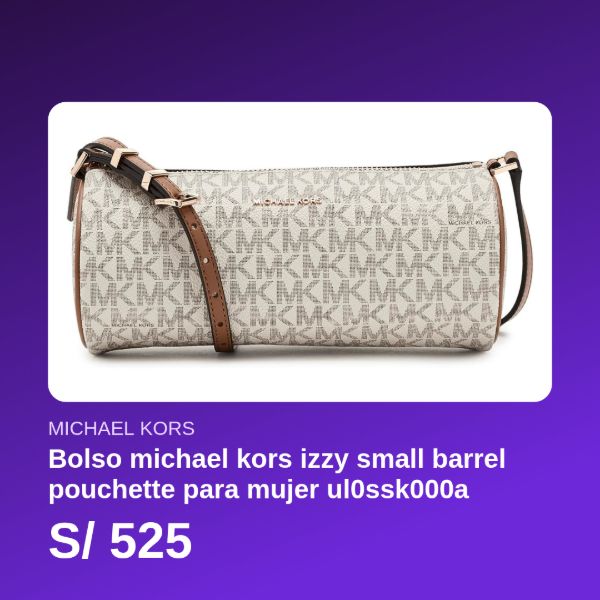 MICHAEL KORS
MICHAEL KORS
Bolso michael kors izzy small barrel
pouchette para mujer ul0ssk000a
S/ 525